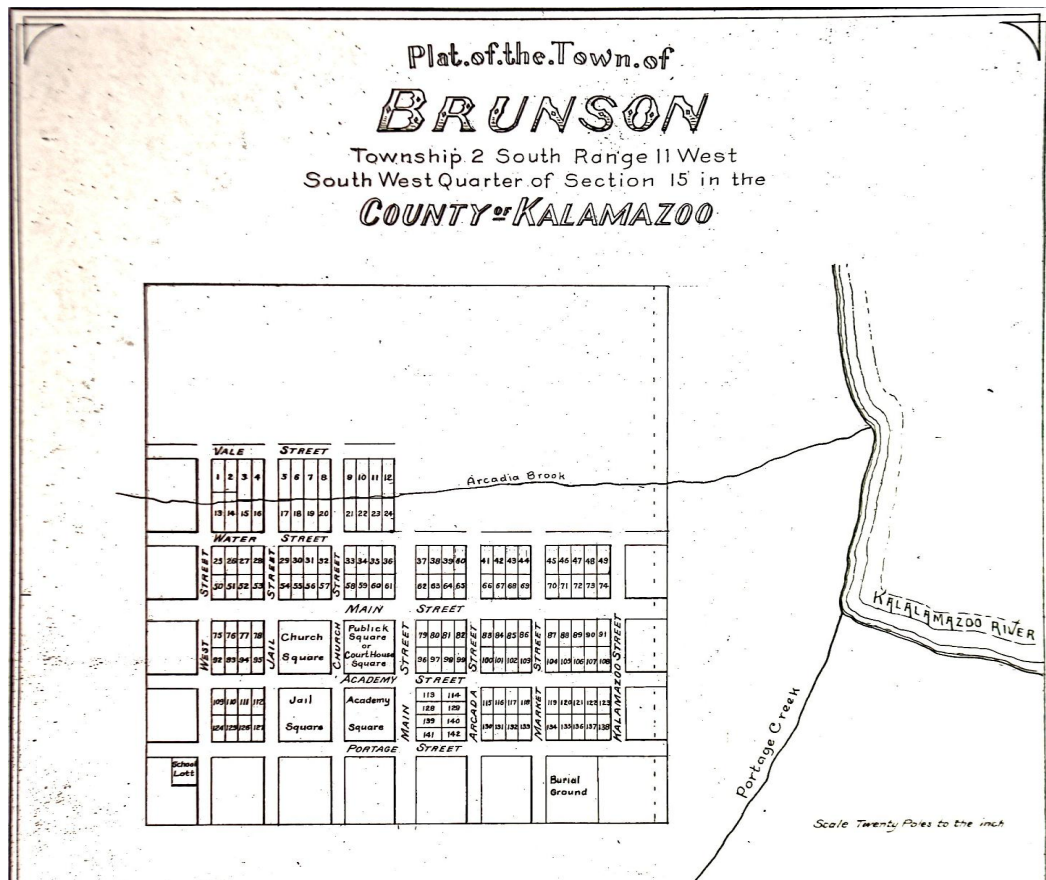 Plat.of.the.Town.of
BRUNSON
Township 2 South Range 11 West
South West Quarter of Section 15 in the
COUNTY OF KALAMAZOO
VALE STREET
1 2 3 4 5 6 7 8 9 10 11 12
Arcadia Brook
13 14 15 16 17 18 19 20 21 22 23 24
WATER STREET
25 26 27 28 29 30 31 32 33 34 35 36 37 38 39 40 41 42 43 44 45 46 47 48 49
50 51 52 53 54 55 56 57 58 59 60 61 62 63 64 65 66 67 68 69 70 71 72 73 74
MAIN STREET
75 76 77 78
Church
Square
Publick
Square
or
Court House
Square
79 80 81 82 83 84 85 86 87 88 89 90 91
92 93 94 95 96 97 98 99 100 101 102 103 104 105 106 107 108
ACADEMY STREET
109 110 111 112
Jail
Square
Academy
Square
113 114
128 129
139 140
141 142
115 116 117 118 119 120 121 122 123
124 125 126 127 130 131 132 133 134 135 136 137 138
PORTAGE STREET
School
Lott
Burial
Ground
WEST STREET
JAIL STREET
CHURCH STREET
MAIN STREET
ARCADIA STREET
MARKET STREET
KALAMAZOO STREET
KALALAMAZOO RIVER
Portage Creek
Scale Twenty Poles to the inch